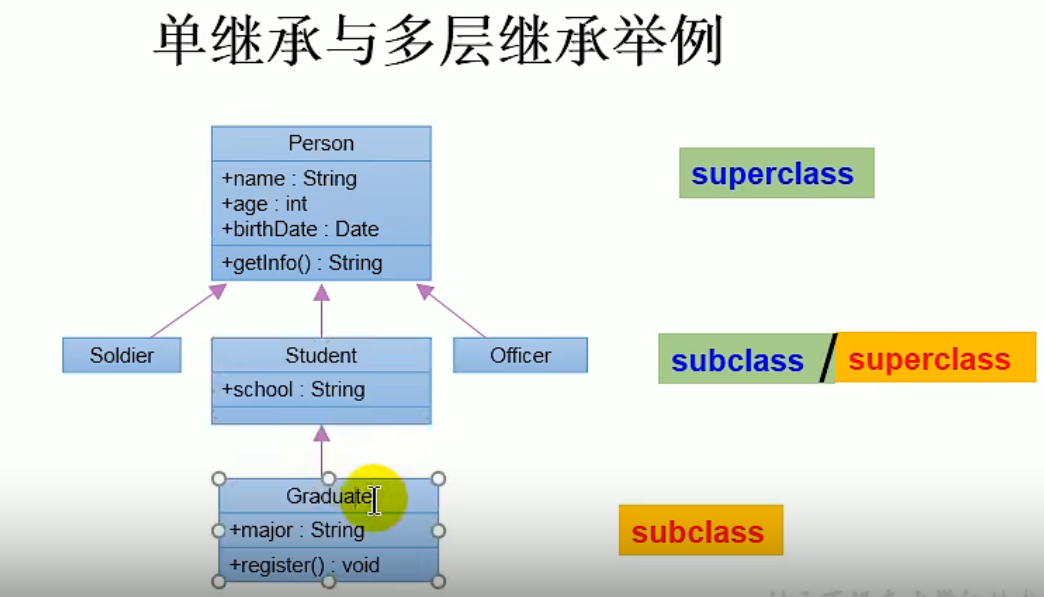 单继承与多层继承举例
Person
+name : String
+age : int
+birthDate : Date
+getInfo() : String
superclass
Soldier
Student
Officer
+school : String
subclass / superclass
Graduate
+major : String
+register() : void
subclass